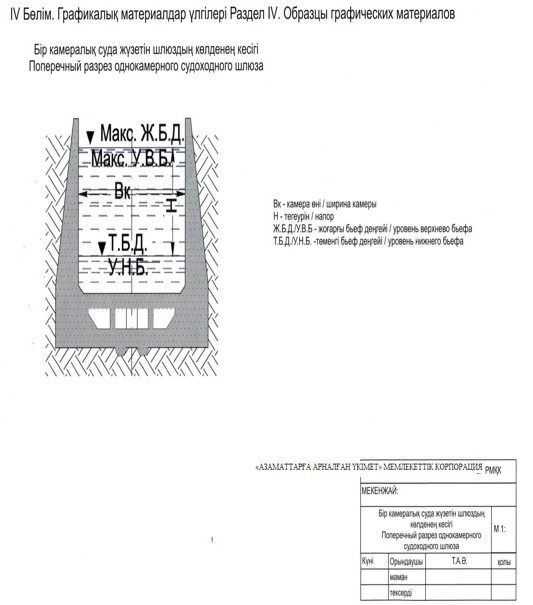 IV Бөлім. Графикалық материалдар үлгілері Раздел IV. Образцы графических материалов
Бір камералық суда жүзетін шлюздың көлденең кесігі
Поперечный разрез однокамерного судоходного шлюза
Макс. Ж.Б.Д.
Макс. У.В.Б.
Вк
Н
Т.Б.Д.
У.Н.Б.
Вк - камера өні / ширина камеры
Н - тегеурін / напор
Ж.Б.Д./У.В.Б - жоғарғы бьеф деңгейі / уровень верхнево бьефа
Т.Б.Д./У.Н.Б. -төменгі бьеф деңгейі / уровень нижнего бьефа
«АЗАМАТТАРҒА АРНАЛҒАН ҮКІМЕТ» МЕМЛЕКЕТТІК КОРПОРАЦИЯ РМҚК
МЕКЕНЖАЙ:
Бір камералық суда жүзетін шлюздың
көлденең кесігі
Поперечный разрез однокамерного
судоходного шлюза
М 1:
Күні Орындаушы Т.А.Ә. қолы
маман
тексерді